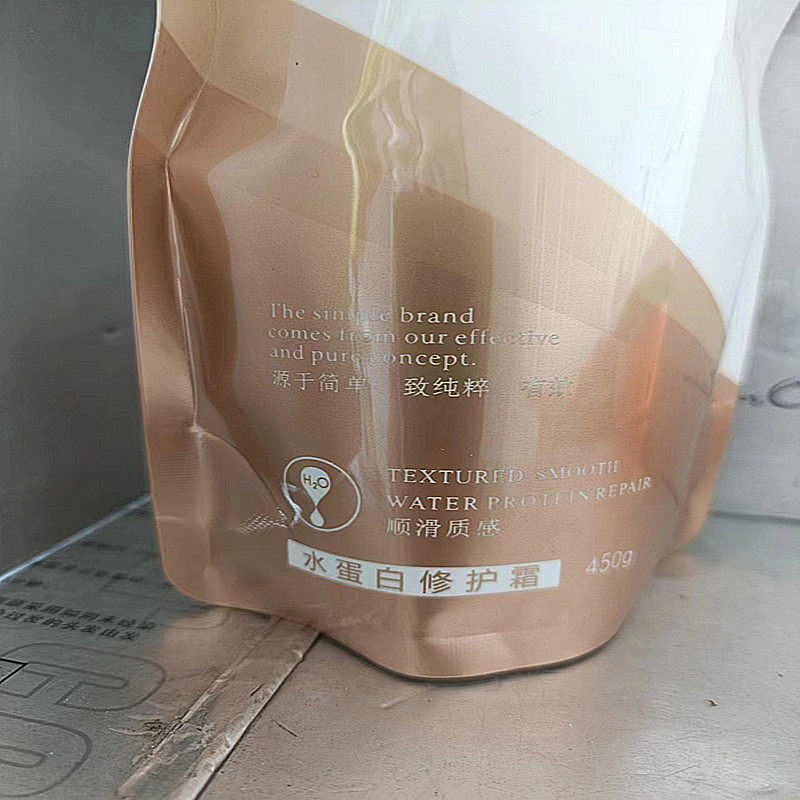 The simple brand
comes from our effective
and pure concept.
源于简单 致纯粹 有效
H₂O
TEXTURED SMOOTH
WATER PROTEIN REPAIR
顺滑质感
水蛋白修护霜
450g